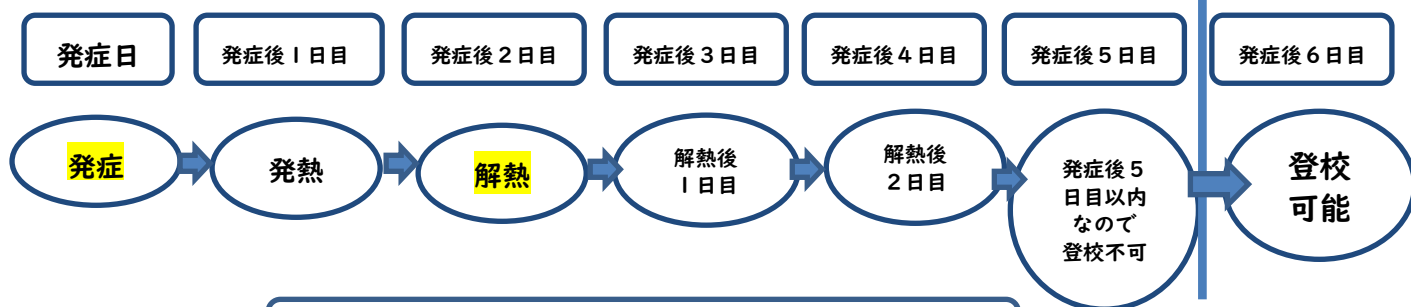 発症日
発症後1日目
発症後2日目
発症後3日目
発症後4日目
発症後5日目
発症後6日目
発症
発熱
解熱
解熱後
1日目
解熱後
2日目
発症後5
日目以内
なので
登校不可
登校
可能